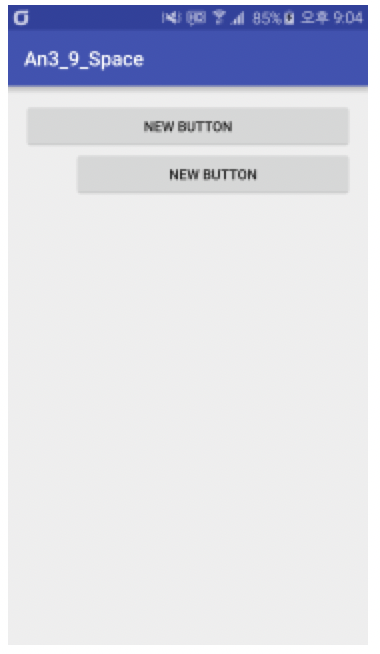 85% 오후 9:04
An3_9_Space
NEW BUTTON
NEW BUTTON